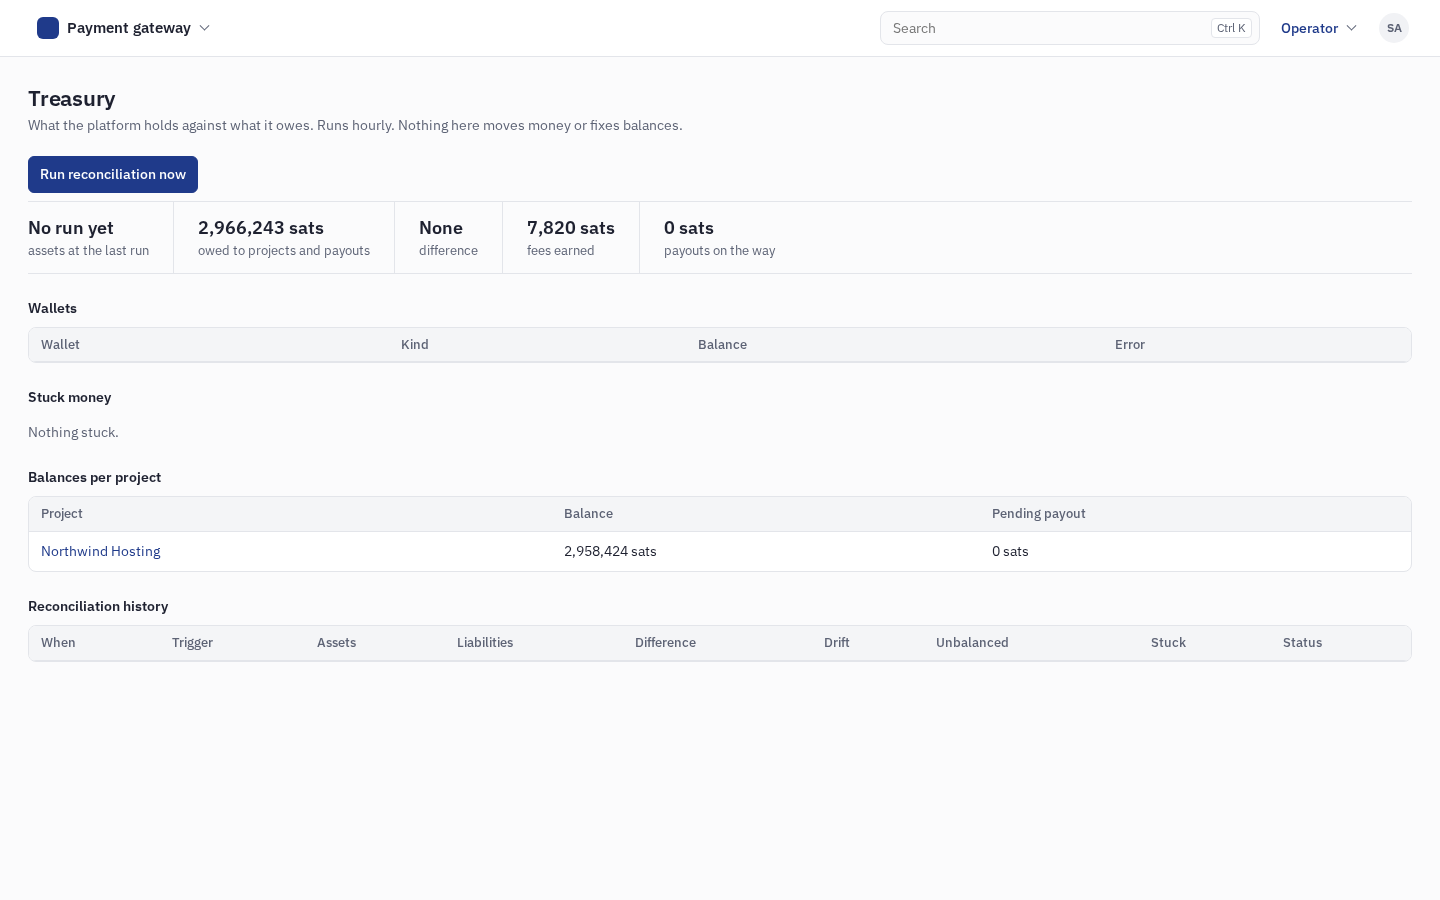 Payment gateway
Search
Ctrl K
Operator
SA
Treasury
What the platform holds against what it owes. Runs hourly. Nothing here moves money or fixes balances.
Run reconciliation now
No run yet
assets at the last run
2,966,243 sats
owed to projects and payouts
None
difference
7,820 sats
fees earned
0 sats
payouts on the way
Wallets
Wallet Kind Balance Error
Stuck money
Nothing stuck.
Balances per project
Project Balance Pending payout
Northwind Hosting 2,958,424 sats 0 sats
Reconciliation history
When Trigger Assets Liabilities Difference Drift Unbalanced Stuck Status